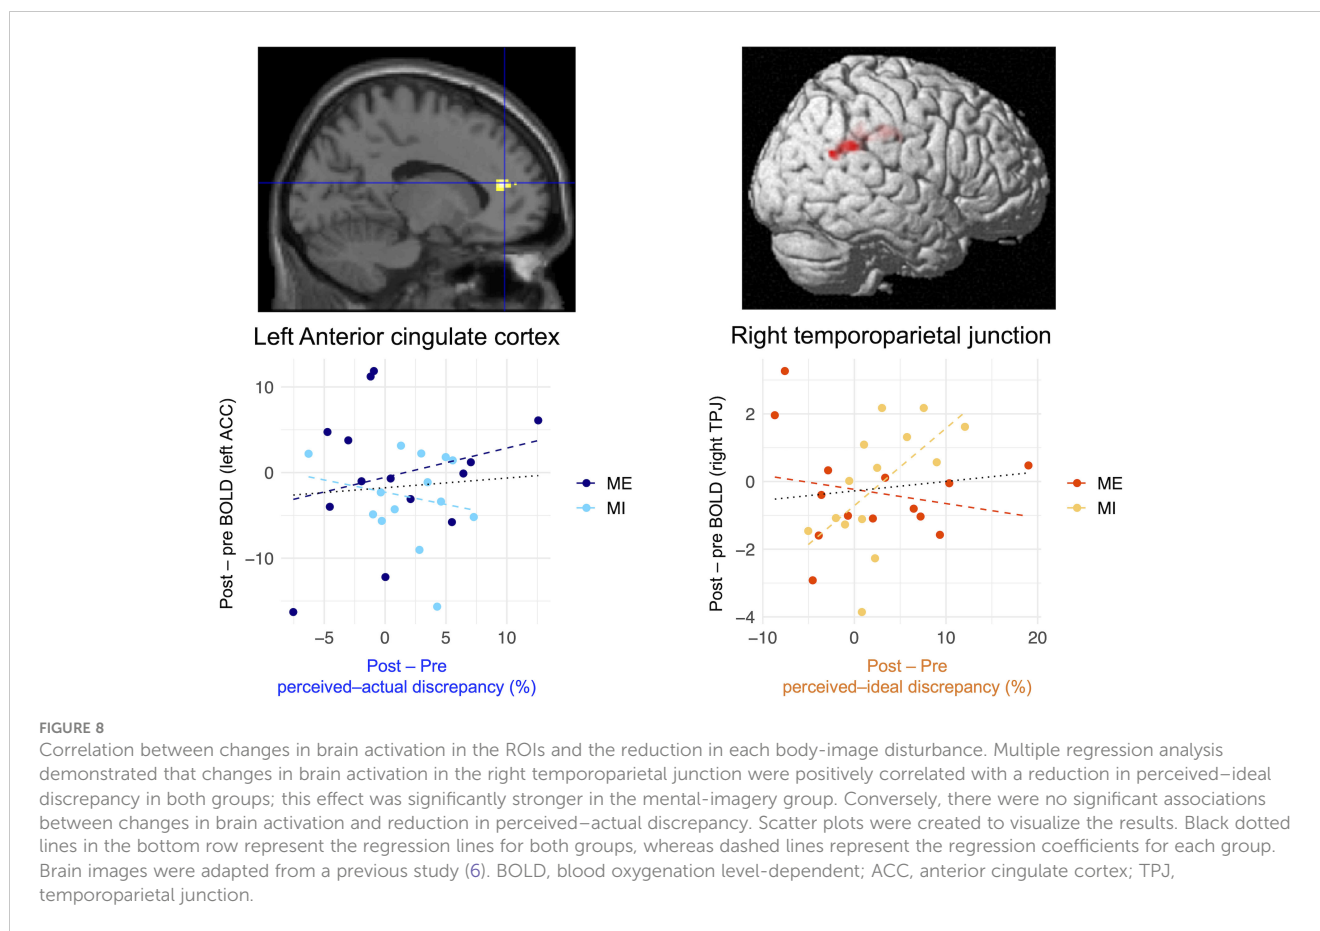 Left Anterior cingulate cortex
10
0
−10
Post – pre BOLD (left ACC)
−5
0
5
10
Post – Pre
perceived–actual discrepancy (%)
ME
MI
Right temporoparietal junction
2
0
−2
−4
Post – pre BOLD (right TPJ)
−10
0
10
20
Post – Pre
perceived–ideal discrepancy (%)
ME
MI
FIGURE 8
Correlation between changes in brain activation in the ROIs and the reduction in each body-image disturbance. Multiple regression analysis
demonstrated that changes in brain activation in the right temporoparietal junction were positively correlated with a reduction in perceived–ideal
discrepancy in both groups; this effect was significantly stronger in the mental-imagery group. Conversely, there were no significant associations
between changes in brain activation and reduction in perceived–actual discrepancy. Scatter plots were created to visualize the results. Black dotted
lines in the bottom row represent the regression lines for both groups, whereas dashed lines represent the regression coefficients for each group.
Brain images were adapted from a previous study (6). BOLD, blood oxygenation level-dependent; ACC, anterior cingulate cortex; TPJ,
temporoparietal junction.